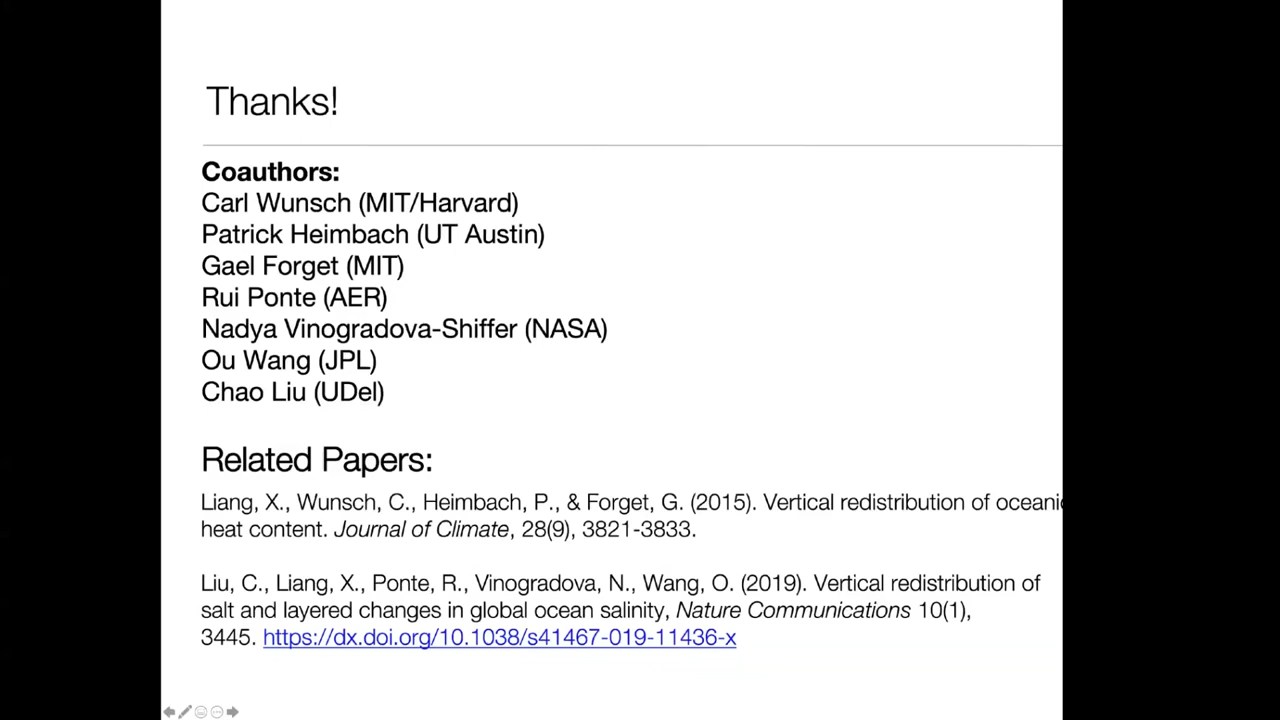 Thanks!
Coauthors:
Carl Wunsch (MIT/Harvard)
Patrick Heimbach (UT Austin)
Gael Forget (MIT)
Rui Ponte (AER)
Nadya Vinogradova-Shiffer (NASA)
Ou Wang (JPL)
Chao Liu (UDel)
Related Papers:
Liang, X., Wunsch, C., Heimbach, P., & Forget, G. (2015). Vertical redistribution of oceanic
heat content. Journal of Climate, 28(9), 3821-3833.
Liu, C., Liang, X., Ponte, R., Vinogradova, N., Wang, O. (2019). Vertical redistribution of
salt and layered changes in global ocean salinity, Nature Communications 10(1),
3445. https://dx.doi.org/10.1038/s41467-019-11436-x